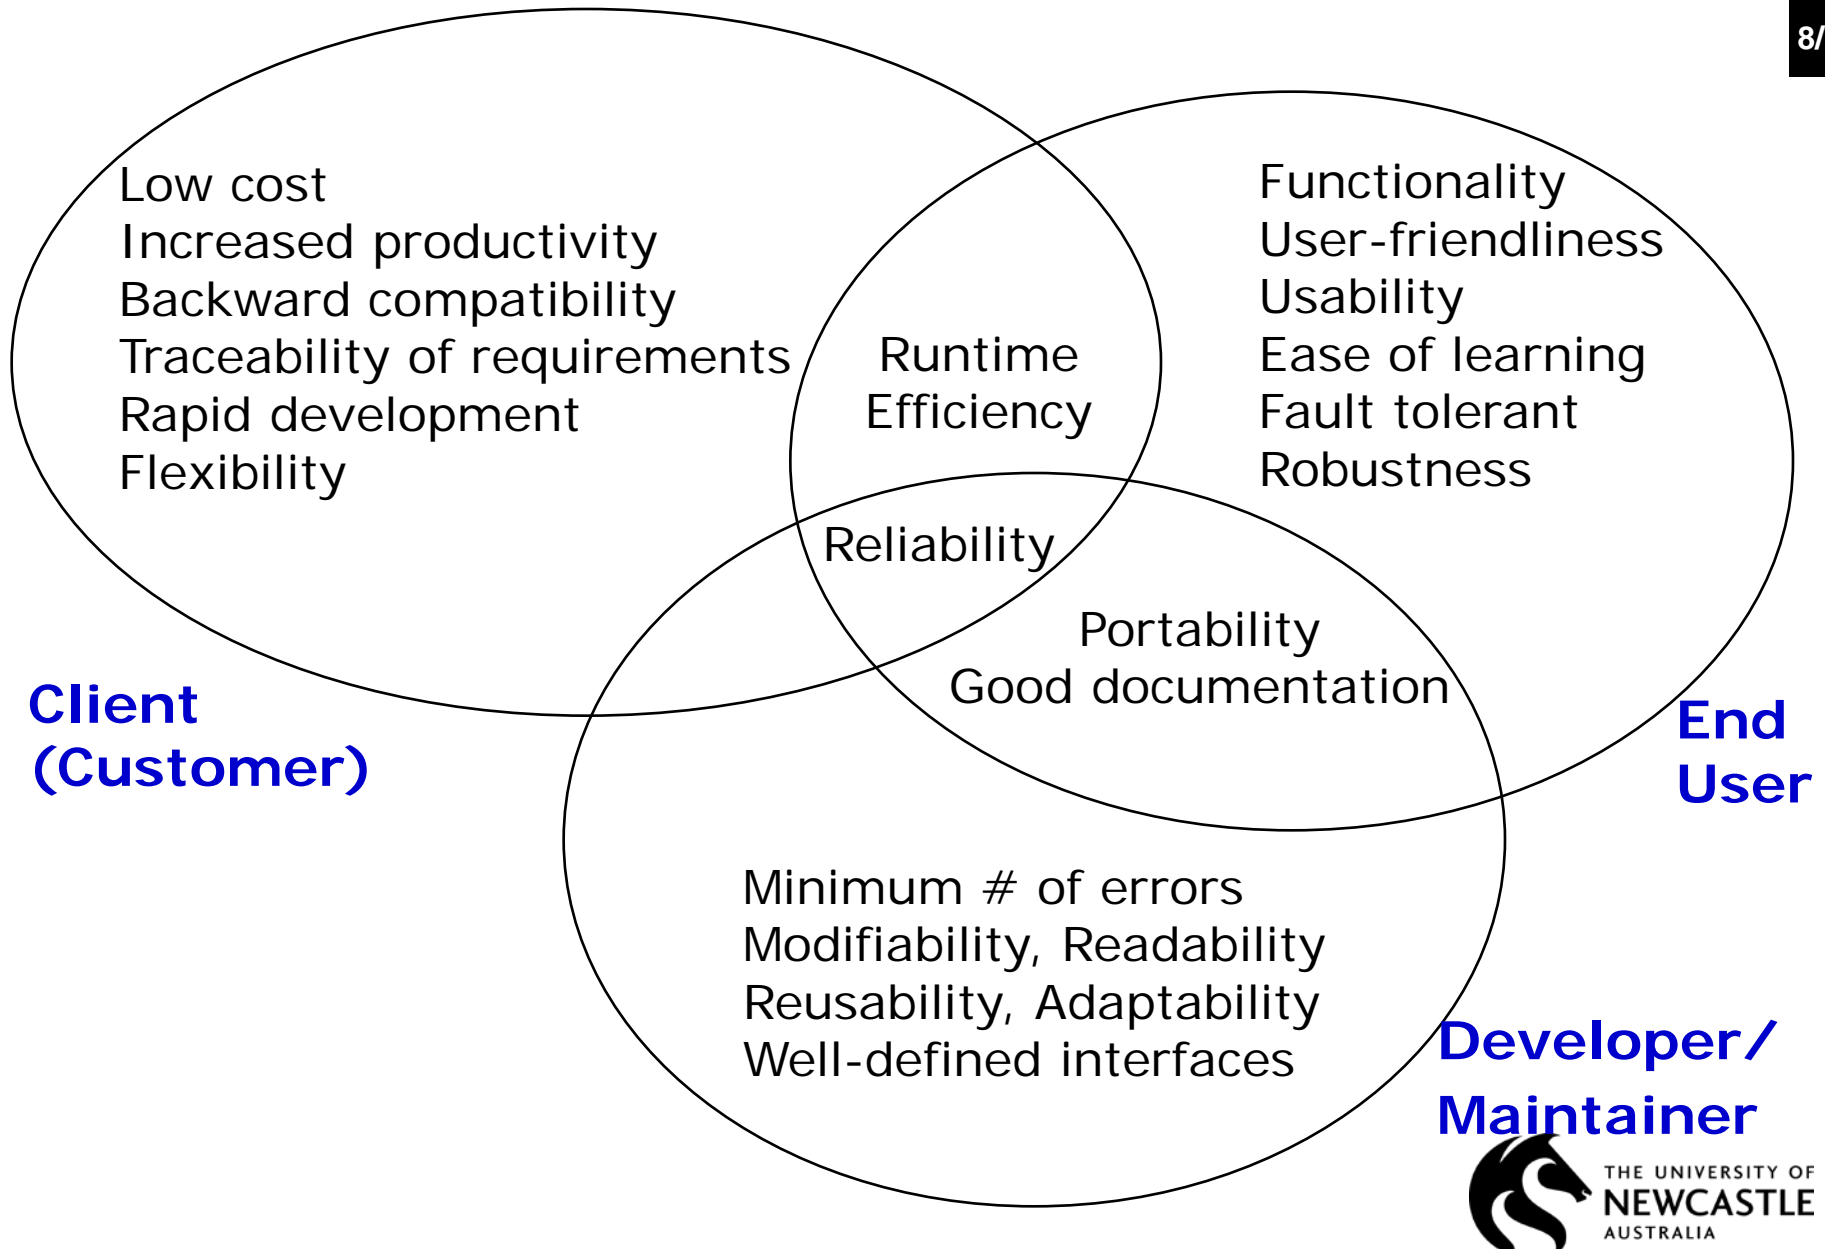 8/
Low cost
Increased productivity
Backward compatibility
Traceability of requirements
Rapid development
Flexibility
Runtime
Efficiency
Functionality
User-friendliness
Usability
Ease of learning
Fault tolerant
Robustness
Reliability
Portability
Good documentation
Client
(Customer)
End
User
Minimum # of errors
Modifiability, Readability
Reusability, Adaptability
Well-defined interfaces
Developer/
Maintainer
THE UNIVERSITY OF
NEWCASTLE
AUSTRALIA